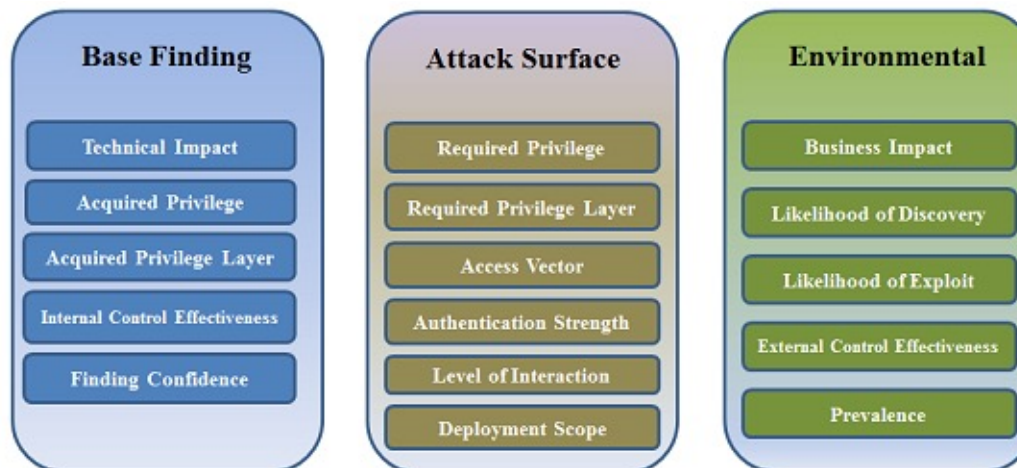 Base Finding
Technical Impact
Acquired Privilege
Acquired Privilege Layer
Internal Control Effectiveness
Finding Confidence
Attack Surface
Required Privilege
Required Privilege Layer
Access Vector
Authentication Strength
Level of Interaction
Deployment Scope
Environmental
Business Impact
Likelihood of Discovery
Likelihood of Exploit
External Control Effectiveness
Prevalence